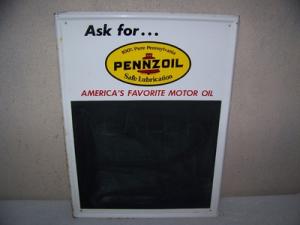 Ask for...
100% Pure Pennsylvania
PENNZOIL
Safe Lubrication
AMERICA'S FAVORITE MOTOR OIL